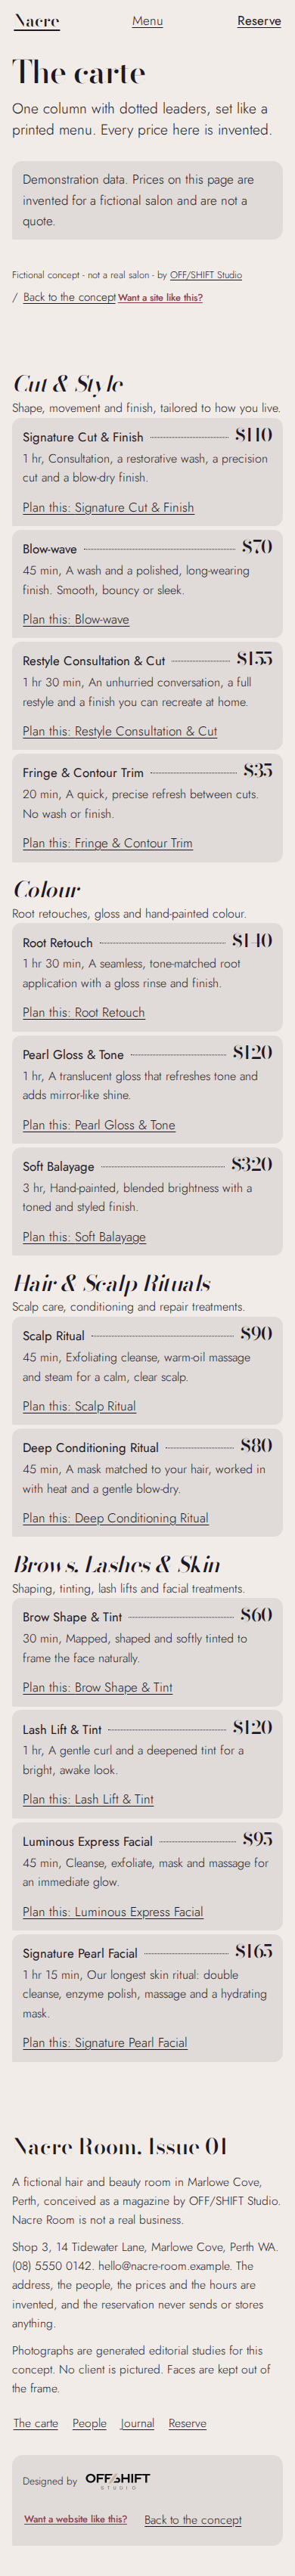 Nacre Menu Reserve
The carte
One column with dotted leaders, set like a
printed menu. Every price here is invented.
Demonstration data. Prices on this page are
invented for a fictional salon and are not a
quote.
Fictional concept - not a real salon - by OFF/SHIFT Studio
/ Back to the concept Want a site like this?
Cut & Style
Shape, movement and finish, tailored to how you live.
Signature Cut & Finish $110
1 hr, Consultation, a restorative wash, a precision
cut and a blow-dry finish.
Plan this: Signature Cut & Finish
Blow-wave $70
45 min, A wash and a polished, long-wearing
finish. Smooth, bouncy or sleek.
Plan this: Blow-wave
Restyle Consultation & Cut $155
1 hr 30 min, An unhurried conversation, a full
restyle and a finish you can recreate at home.
Plan this: Restyle Consultation & Cut
Fringe & Contour Trim $35
20 min, A quick, precise refresh between cuts.
No wash or finish.
Plan this: Fringe & Contour Trim
Colour
Root retouches, gloss and hand-painted colour.
Root Retouch $140
1 hr 30 min, A seamless, tone-matched root
application with a gloss rinse and finish.
Plan this: Root Retouch
Pearl Gloss & Tone $120
1 hr, A translucent gloss that refreshes tone and
adds mirror-like shine.
Plan this: Pearl Gloss & Tone
Soft Balayage $320
3 hr, Hand-painted, blended brightness with a
toned and styled finish.
Plan this: Soft Balayage
Hair & Scalp Rituals
Scalp care, conditioning and repair treatments.
Scalp Ritual $90
45 min, Exfoliating cleanse, warm-oil massage
and steam for a calm, clear scalp.
Plan this: Scalp Ritual
Deep Conditioning Ritual $80
45 min, A mask matched to your hair, worked in
with heat and a gentle blow-dry.
Plan this: Deep Conditioning Ritual
Brows, Lashes & Skin
Shaping, tinting, lash lifts and facial treatments.
Brow Shape & Tint $60
30 min, Mapped, shaped and softly tinted to
frame the face naturally.
Plan this: Brow Shape & Tint
Lash Lift & Tint $120
1 hr, A gentle curl and a deepened tint for a
bright, awake look.
Plan this: Lash Lift & Tint
Luminous Express Facial $95
45 min, Cleanse, exfoliate, mask and massage for
an immediate glow.
Plan this: Luminous Express Facial
Signature Pearl Facial $165
1 hr 15 min, Our longest skin ritual: double
cleanse, enzyme polish, massage and a hydrating
mask.
Plan this: Signature Pearl Facial
Nacre Room, Issue 01
A fictional hair and beauty room in Marlowe Cove,
Perth, conceived as a magazine by OFF/SHIFT Studio.
Nacre Room is not a real business.
Shop 3, 14 Tidewater Lane, Marlowe Cove, Perth WA.
(08) 5550 0142. hello@nacre-room.example. The
address, the people, the prices and the hours are
invented, and the reservation never sends or stores
anything.
Photographs are generated editorial studies for this
concept. No client is pictured. Faces are kept out of
the frame.
The carte People Journal Reserve
Designed by OFF/SHIFT
STUDIO
Want a website like this? Back to the concept